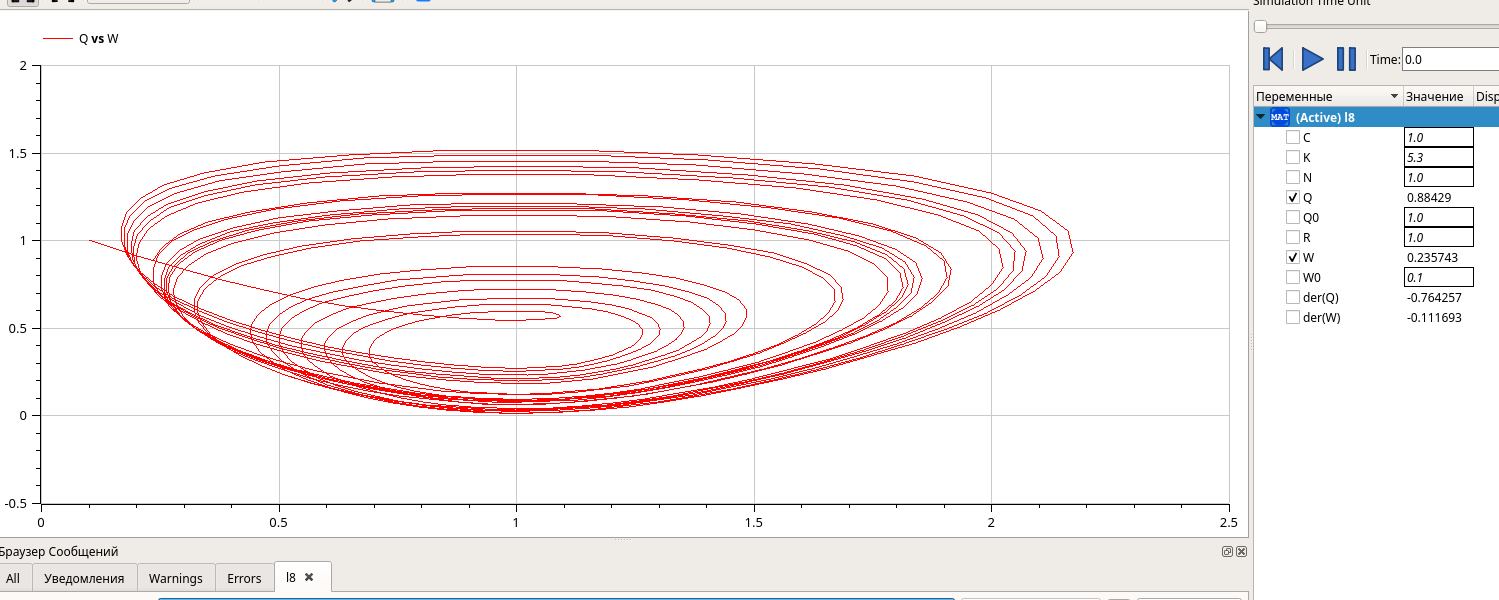 Simulation Time Unit
Q vs W
Time: 0.0
2
1.5
1
0.5
0
-0.5
0 0.5 1 1.5 2 2.5
Переменные Значение Disp
MAT (Active) l8
C 1.0
K 5.3
N 1.0
Q 0.88429
Q0 1.0
R 1.0
W 0.235743
W0 0.1
der(Q) -0.764257
der(W) -0.111693
Браузер Сообщений
All Уведомления Warnings Errors l8